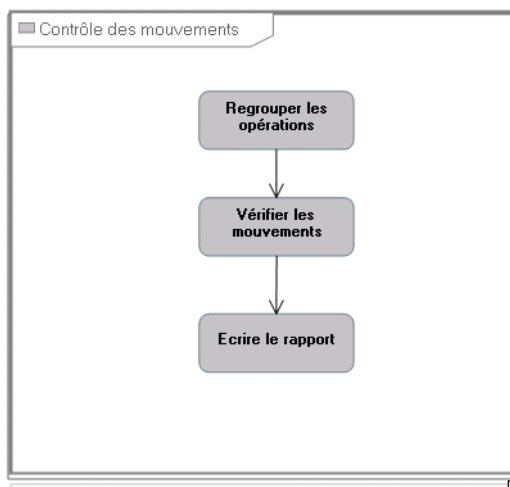 Contrôle des mouvements
Regrouper les
opérations
Vérifier les
mouvements
Ecrire le rapport